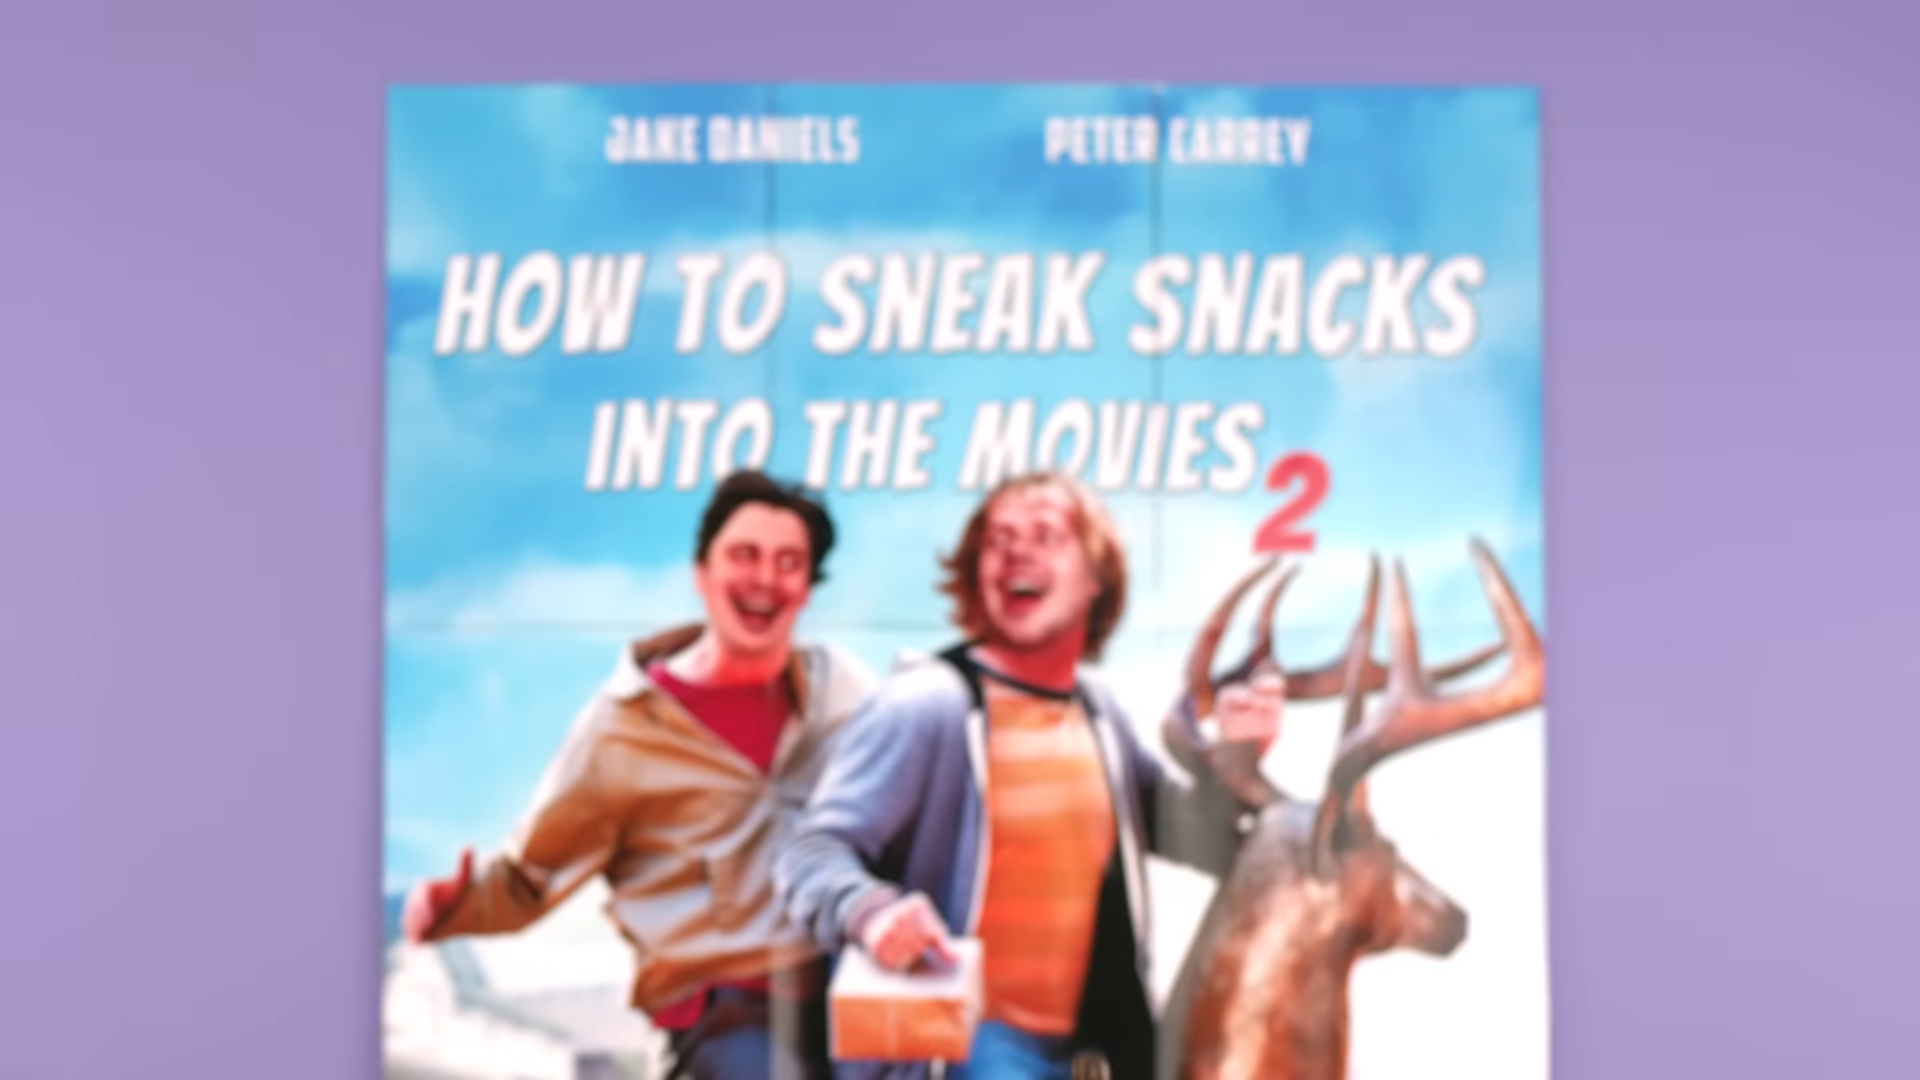 JAKE DANIELS PETER CARREY
HOW TO SNEAK SNACKS
INTO THE MOVIES 2